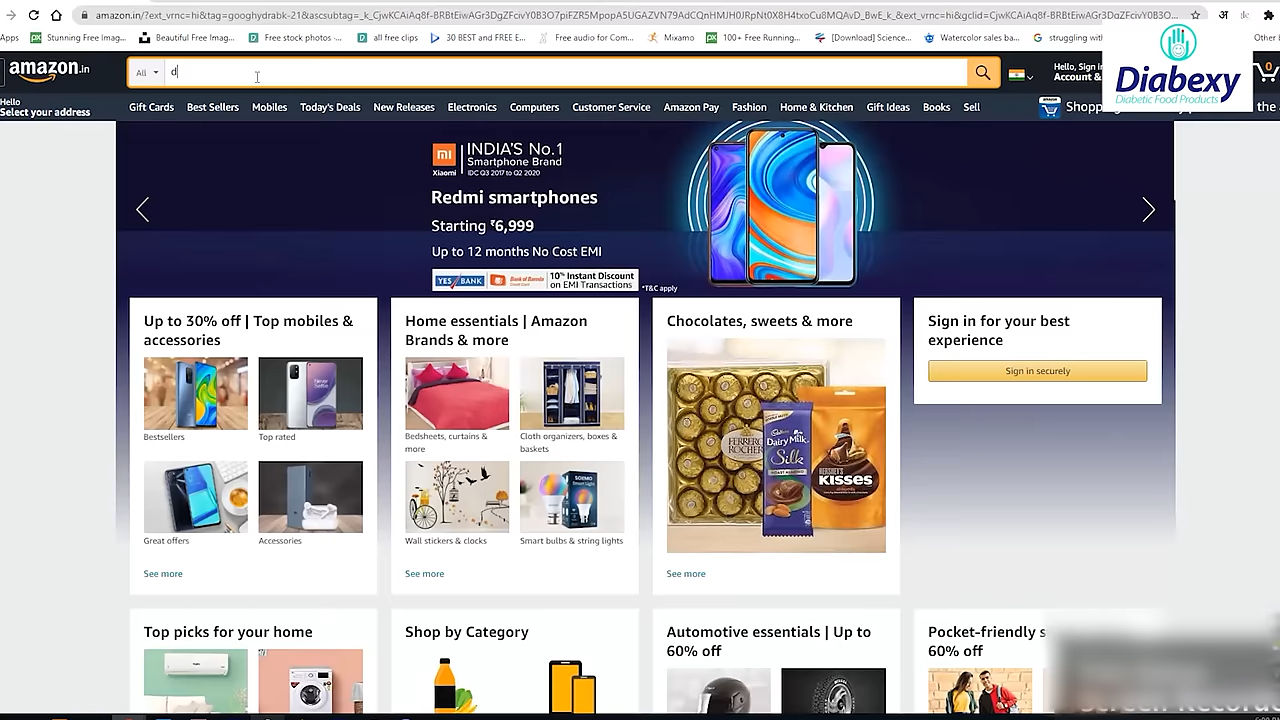 amazon.in/?ext_vrnc=hi&tag=googhydrabk-21&ascsubtag=_k_CjwKCAiAq8f-BRBtEiwAGr3DgZFcivY0B3O7piFZR5MpopA5UGAZVN79AdCQnHMJHURpNt0X8H4txoCu8MQAvD_BwE_k_&ext_vrnc=hi&gclid=CjwKCAiAq8f-BRBtEiwAGr3DgZFcivY0B3O...
Apps Stunning Free Imag... Beautiful Free Imag... Free stock photos -... all free clips 30 BEST Free FRE E... Free audio for Com... Mixamo 100+ Free Running... [Download] Science... Watercolor sales ba... struggling with Other
amazon.in All d Hello, Sign in 0
Account &
Diabexy
Diabetic Food Products
Hello
Select your address
Gift Cards Best Sellers Mobiles Today's Deals New Releases Electronics Computers Customer Service Amazon Pay Fashion Home & Kitchen Gift Ideas Books Sell the
mi Xiaomi
INDIA'S No.1
Smartphone Brand
IDC Q3 2017 to Q2 2020
Redmi smartphones
Starting ₹6,999
Up to 12 months No Cost EMI
YES BANK Bank of Baroda 10% Instant Discount
on EMI Transactions *T&C apply
Up to 30% off | Top mobiles &
accessories
Bestsellers Top rated
Great offers Accessories
See more
Home essentials | Amazon
Brands & more
Bedsheets, curtains &
more
Cloth organizers, boxes &
baskets
Wall stickers & clocks Smart bulbs & string lights
See more
Chocolates, sweets & more
FERRERO
ROCHER
Cadbury
Dairy Milk
Silk
ROAST ALMOND
HERSHEY'S
KISSES
See more
Sign in for your best
experience
Sign in securely
Top picks for your home
Shop by Category
Automotive essentials | Up to
60% off
Pocket-friendly
60% off